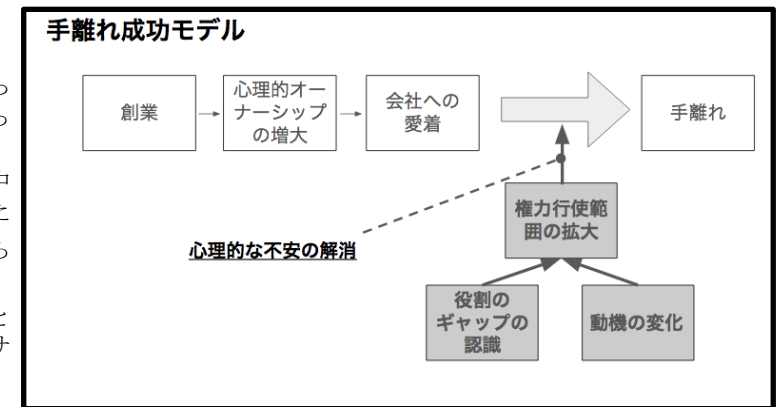 手離れ成功モデル
創業
心理的オー
ナーシップ
の増大
会社への
愛着
手離れ
権力行使範
囲の拡大
心理的な不安の解消
役割の
ギャップの
認識
動機の変化